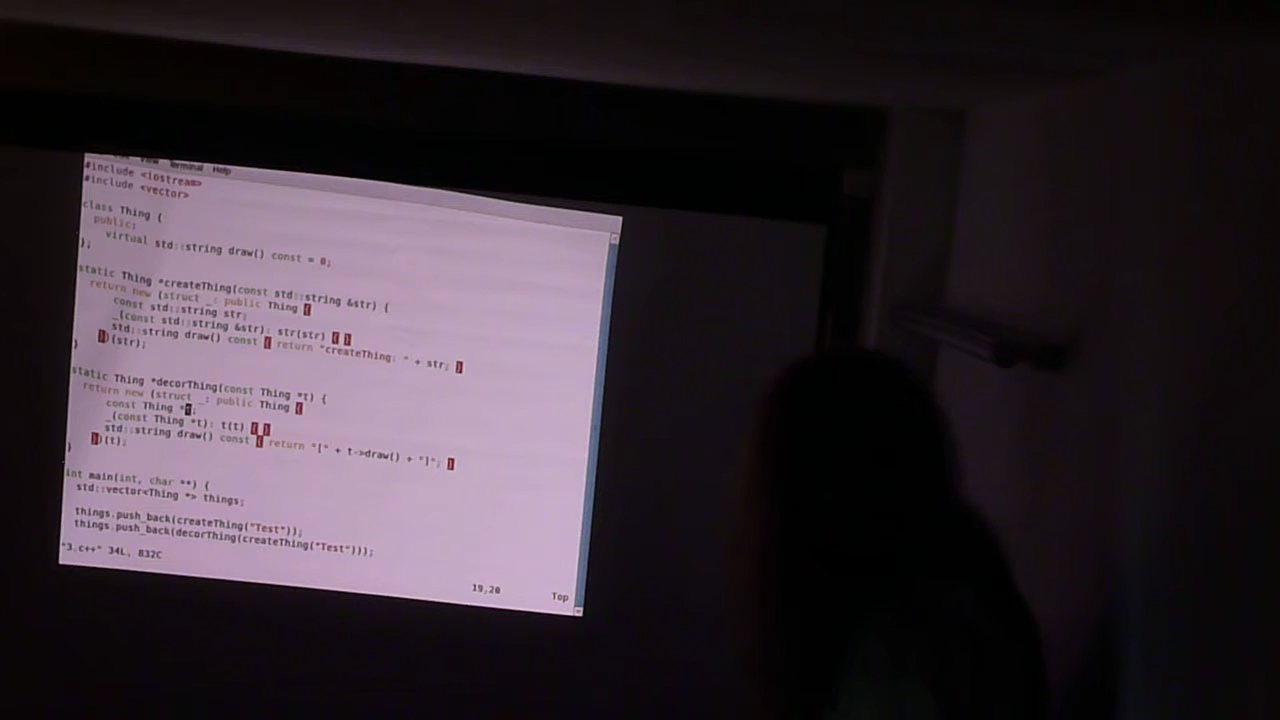 View Terminal Help
#include <iostream>
#include <vector>
class Thing {
public:
virtual std::string draw() const = 0;
};
static Thing *createThing(const std::string &str) {
return new (struct _: public Thing {
const std::string str;
_(const std::string &str): str(str) { }
std::string draw() const { return "createThing: " + str; }
})(str);
}
static Thing *decorThing(const Thing *t) {
return new (struct _: public Thing {
const Thing *t;
_(const Thing *t): t(t) { }
std::string draw() const { return "[" + t->draw() + "]"; }
})(t);
}
int main(int, char **) {
std::vector<Thing *> things;
things.push_back(createThing("Test"));
things.push_back(decorThing(createThing("Test")));
"3.c++" 34L, 832C
19,20 Top